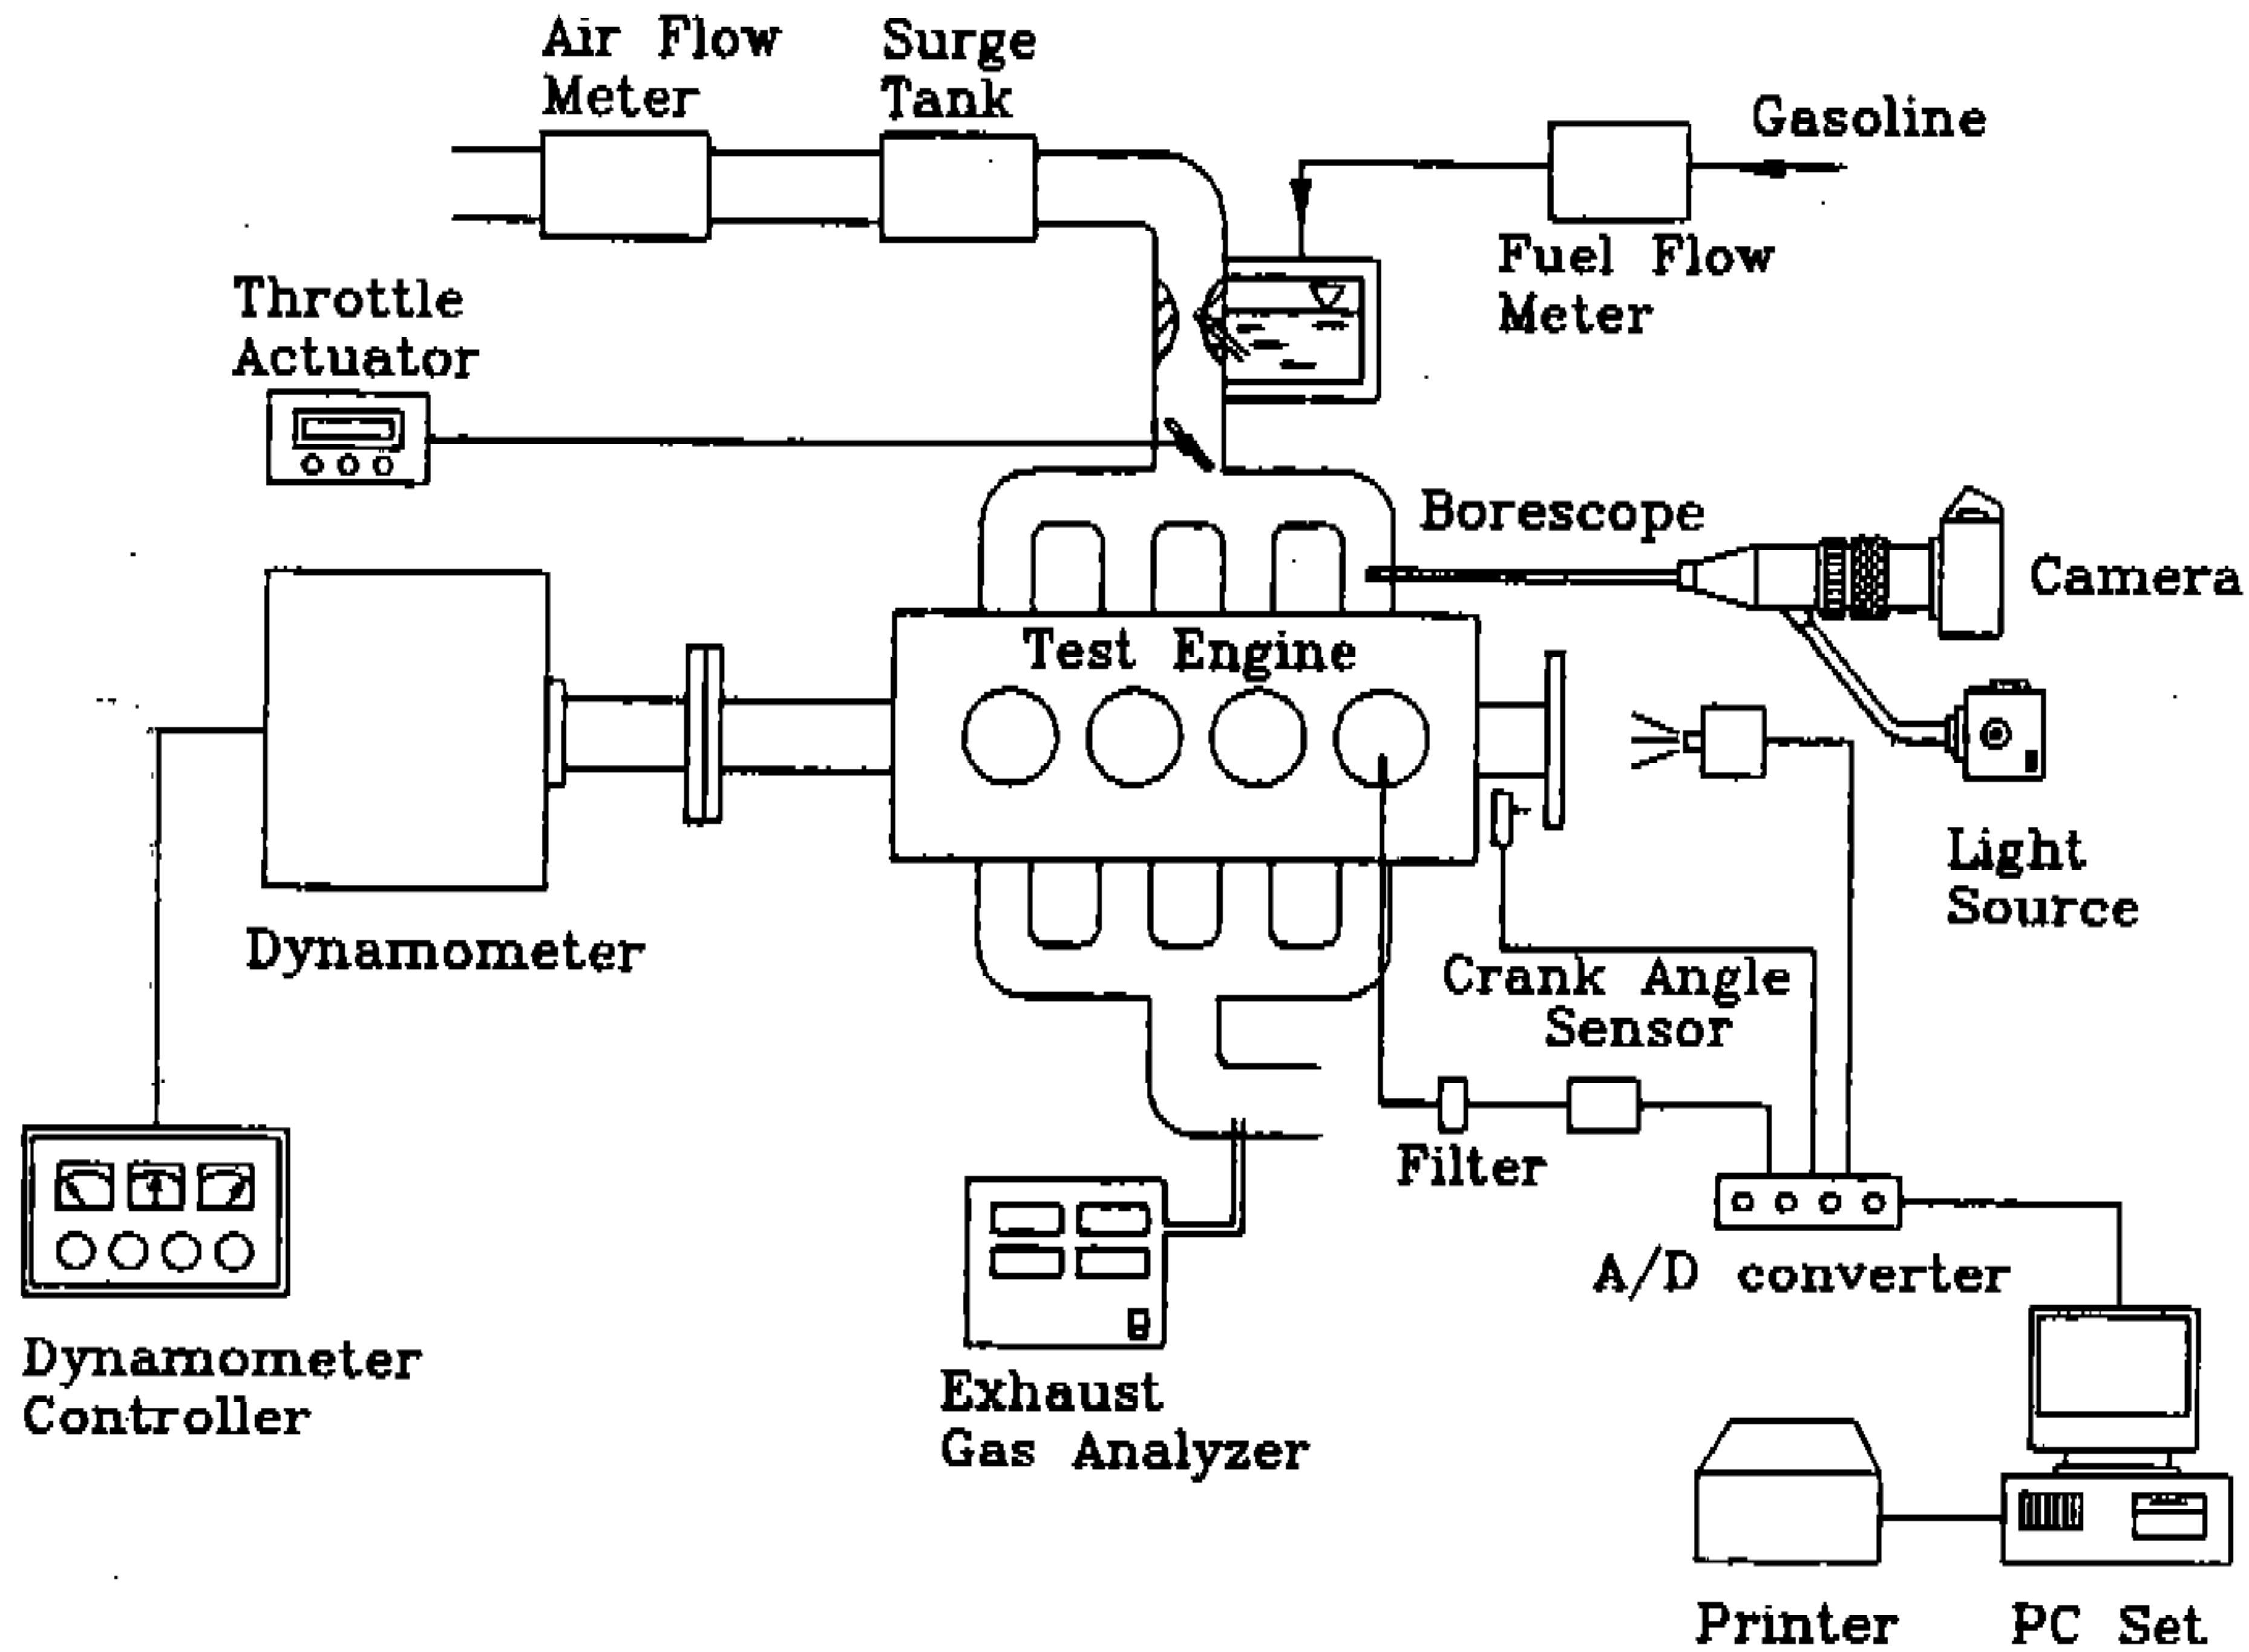 Air Flow
Meter
Surge
Tank
Gasoline
Fuel Flow
Meter
Throttle
Actuator
Borescope
Camera
Test Engine
Light
Source
Dynamometer
Crank Angle
Sensor
Filter
A/D converter
Dynamometer
Controller
Exhaust
Gas Analyzer
Printer
PC Set